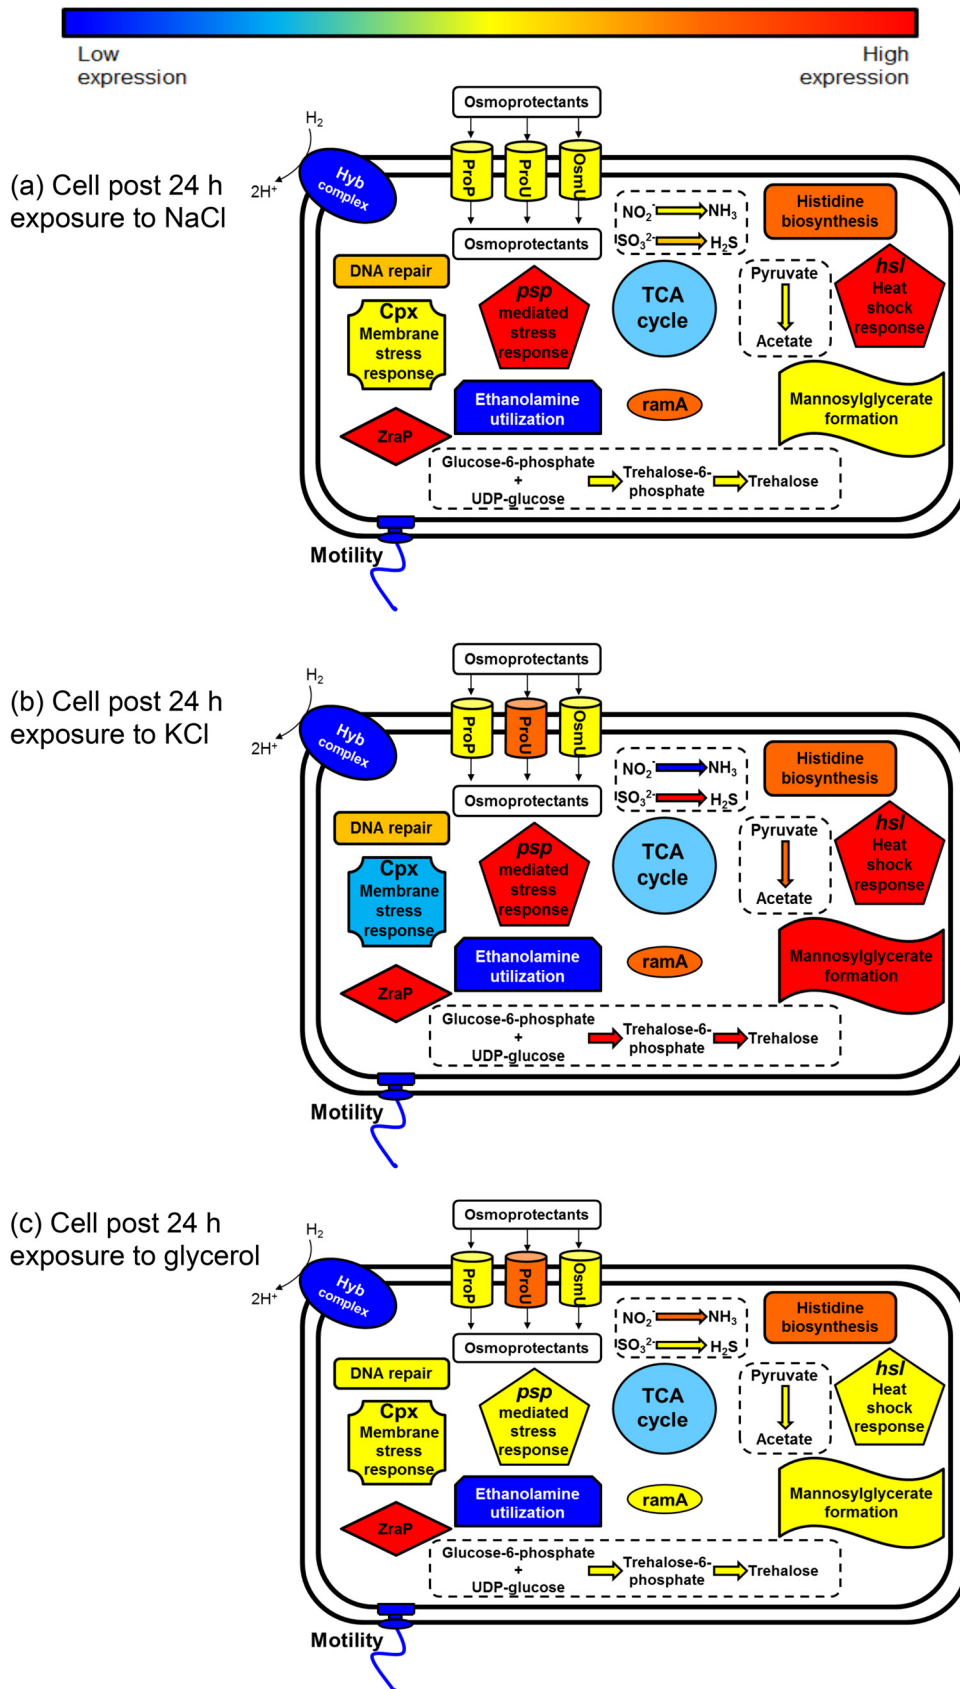 Low
expression
High
expression
(a) Cell post 24 h
exposure to NaCl
H₂
2H⁺
Hyb
complex
Osmoprotectants
ProP
ProU
OsmU
Osmoprotectants
NO₂⁻ NH₃
SO₃²⁻ H₂S
Histidine
biosynthesis
DNA repair
Cpx
Membrane
stress
response
psp
mediated
stress
response
TCA
cycle
Pyruvate
Acetate
hsl
Heat
shock
response
Ethanolamine
utilization
ramA
Mannosylglycerate
formation
ZraP
Glucose-6-phosphate
+
UDP-glucose
Trehalose-6-
phosphate
Trehalose
Motility
(b) Cell post 24 h
exposure to KCl
H₂
2H⁺
Hyb
complex
Osmoprotectants
ProP
ProU
OsmU
Osmoprotectants
NO₂⁻ NH₃
SO₃²⁻ H₂S
Histidine
biosynthesis
DNA repair
Cpx
Membrane
stress
response
psp
mediated
stress
response
TCA
cycle
Pyruvate
Acetate
hsl
Heat
shock
response
Ethanolamine
utilization
ramA
Mannosylglycerate
formation
ZraP
Glucose-6-phosphate
+
UDP-glucose
Trehalose-6-
phosphate
Trehalose
Motility
(c) Cell post 24 h
exposure to glycerol
H₂
2H⁺
Hyb
complex
Osmoprotectants
ProP
ProU
OsmU
Osmoprotectants
NO₂⁻ NH₃
SO₃²⁻ H₂S
Histidine
biosynthesis
DNA repair
Cpx
Membrane
stress
response
psp
mediated
stress
response
TCA
cycle
Pyruvate
Acetate
hsl
Heat
shock
response
Ethanolamine
utilization
ramA
Mannosylglycerate
formation
ZraP
Glucose-6-phosphate
+
UDP-glucose
Trehalose-6-
phosphate
Trehalose
Motility